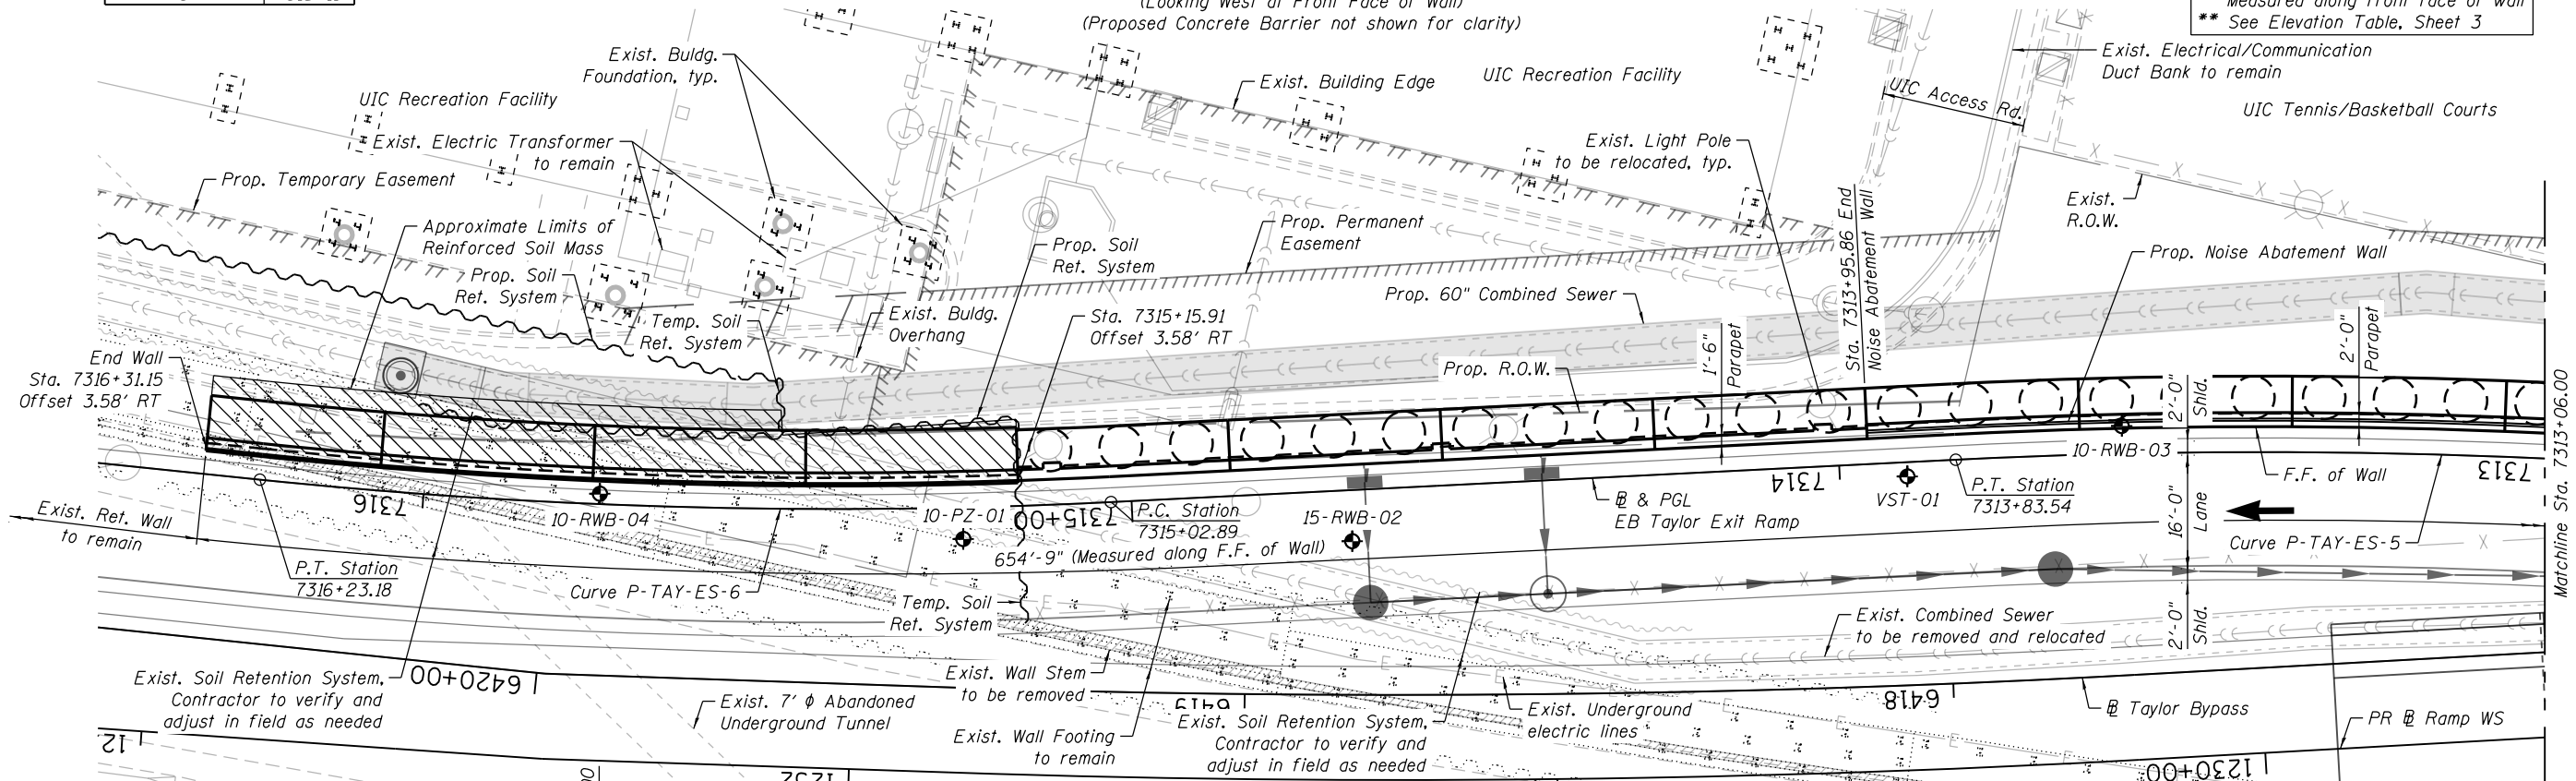 (Looking West at Front Face of Wall)
(Proposed Concrete Barrier not shown for clarity)
Measured along front face of wall
** See Elevation Table, Sheet 3
Exist. Buldg.
Foundation, typ.
UIC Recreation Facility
Exist. Electric Transformer
to remain
Prop. Temporary Easement
Approximate Limits of
Reinforced Soil Mass
Prop. Soil
Ret. System
Temp. Soil
Ret. System
Exist. Buldg.
Overhang
Prop. Soil
Ret. System
Sta. 7315+15.91
Offset 3.58' RT
Exist. Building Edge
UIC Recreation Facility
Prop. Permanent
Easement
Exist. Light Pole
to be relocated, typ.
Prop. 60" Combined Sewer
Prop. R.O.W.
1'-6"
Parapet
Sta. 7313+95.86 End
Noise Abatement Wall
UIC Access Rd.
Exist. Electrical/Communication
Duct Bank to remain
UIC Tennis/Basketball Courts
Exist.
R.O.W.
Prop. Noise Abatement Wall
2'-0"
Parapet
2'-0"
Shld.
End Wall
Sta. 7316+31.15
Offset 3.58' RT
7316
10-RWB-04
10-PZ-01
7315+00
P.C. Station
7315+02.89
15-RWB-02
℄ & PGL
EB Taylor Exit Ramp
7314
VST-01
P.T. Station
7313+83.54
10-RWB-03
F.F. of Wall
7313
16'-0"
Lane
Curve P-TAY-ES-5
Matchline Sta. 7313+06.00
Exist. Ret. Wall
to remain
P.T. Station
7316+23.18
Curve P-TAY-ES-6
654'-9" (Measured along F.F. of Wall)
Temp. Soil
Ret. System
Exist. Combined Sewer
to be removed and relocated
2'-0"
Shld.
Exist. Soil Retention System,
Contractor to verify and
adjust in field as needed
6420+00
Exist. 7' ϕ Abandoned
Underground Tunnel
Exist. Wall Stem
to be removed
Exist. Wall Footing
to remain
6419
Exist. Soil Retention System,
Contractor to verify and
adjust in field as needed
Exist. Underground
electric lines
6418
℄ Taylor Bypass
PR ℄ Ramp WS
12
1232
1230+00